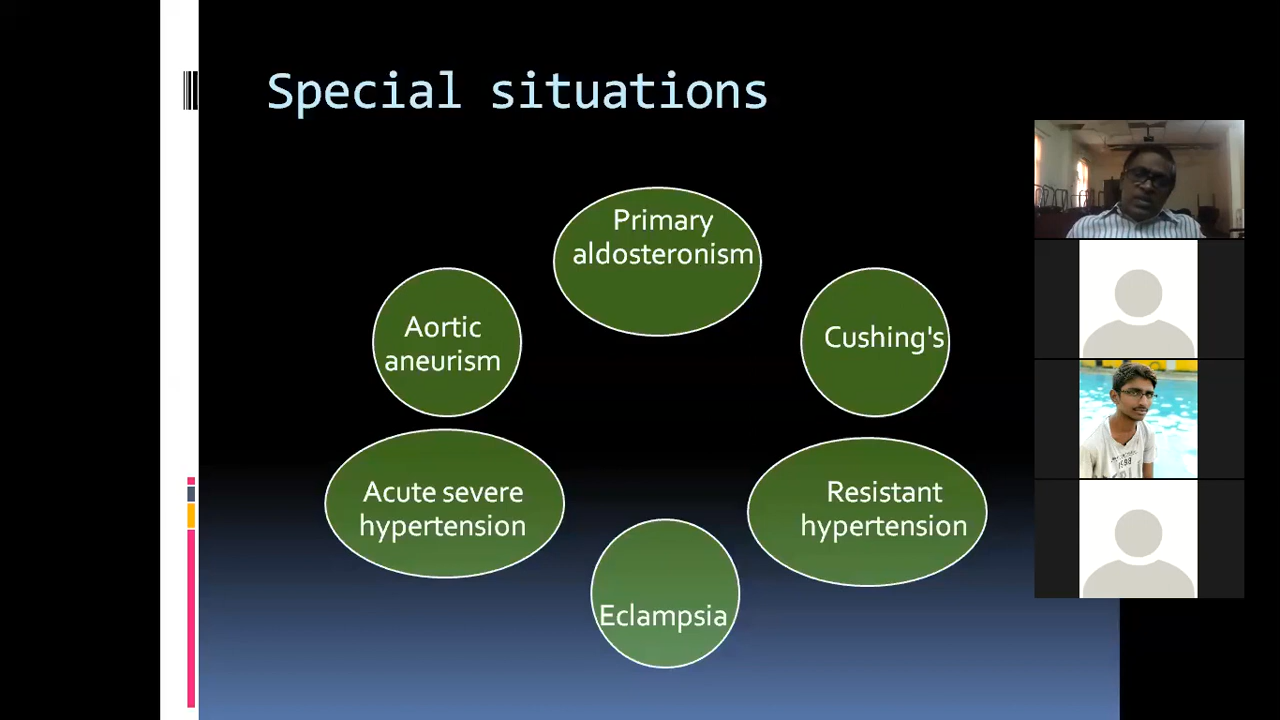 Special situations
Primary
aldosteronism
Aortic
aneurism
Cushing's
Acute severe
hypertension
Resistant
hypertension
Eclampsia